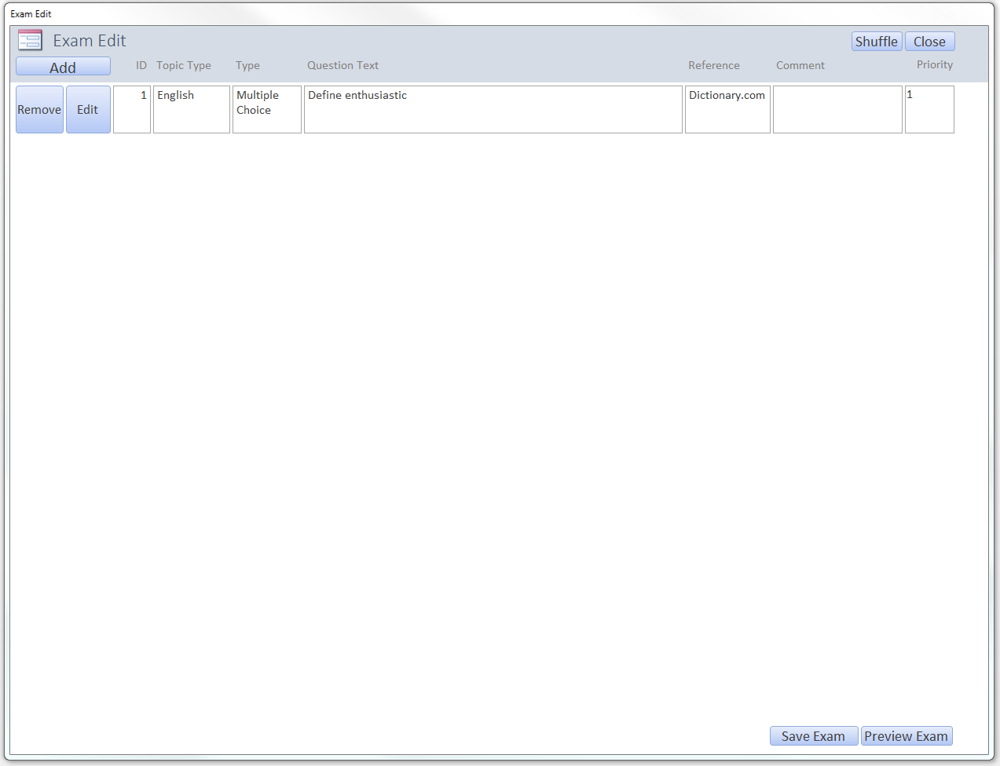 Exam Edit
Exam Edit
Shuffle Close
Add ID Topic Type Type Question Text Reference Comment Priority
Remove Edit 1 English Multiple Define enthusiastic Dictionary.com 1
Choice
Save Exam Preview Exam